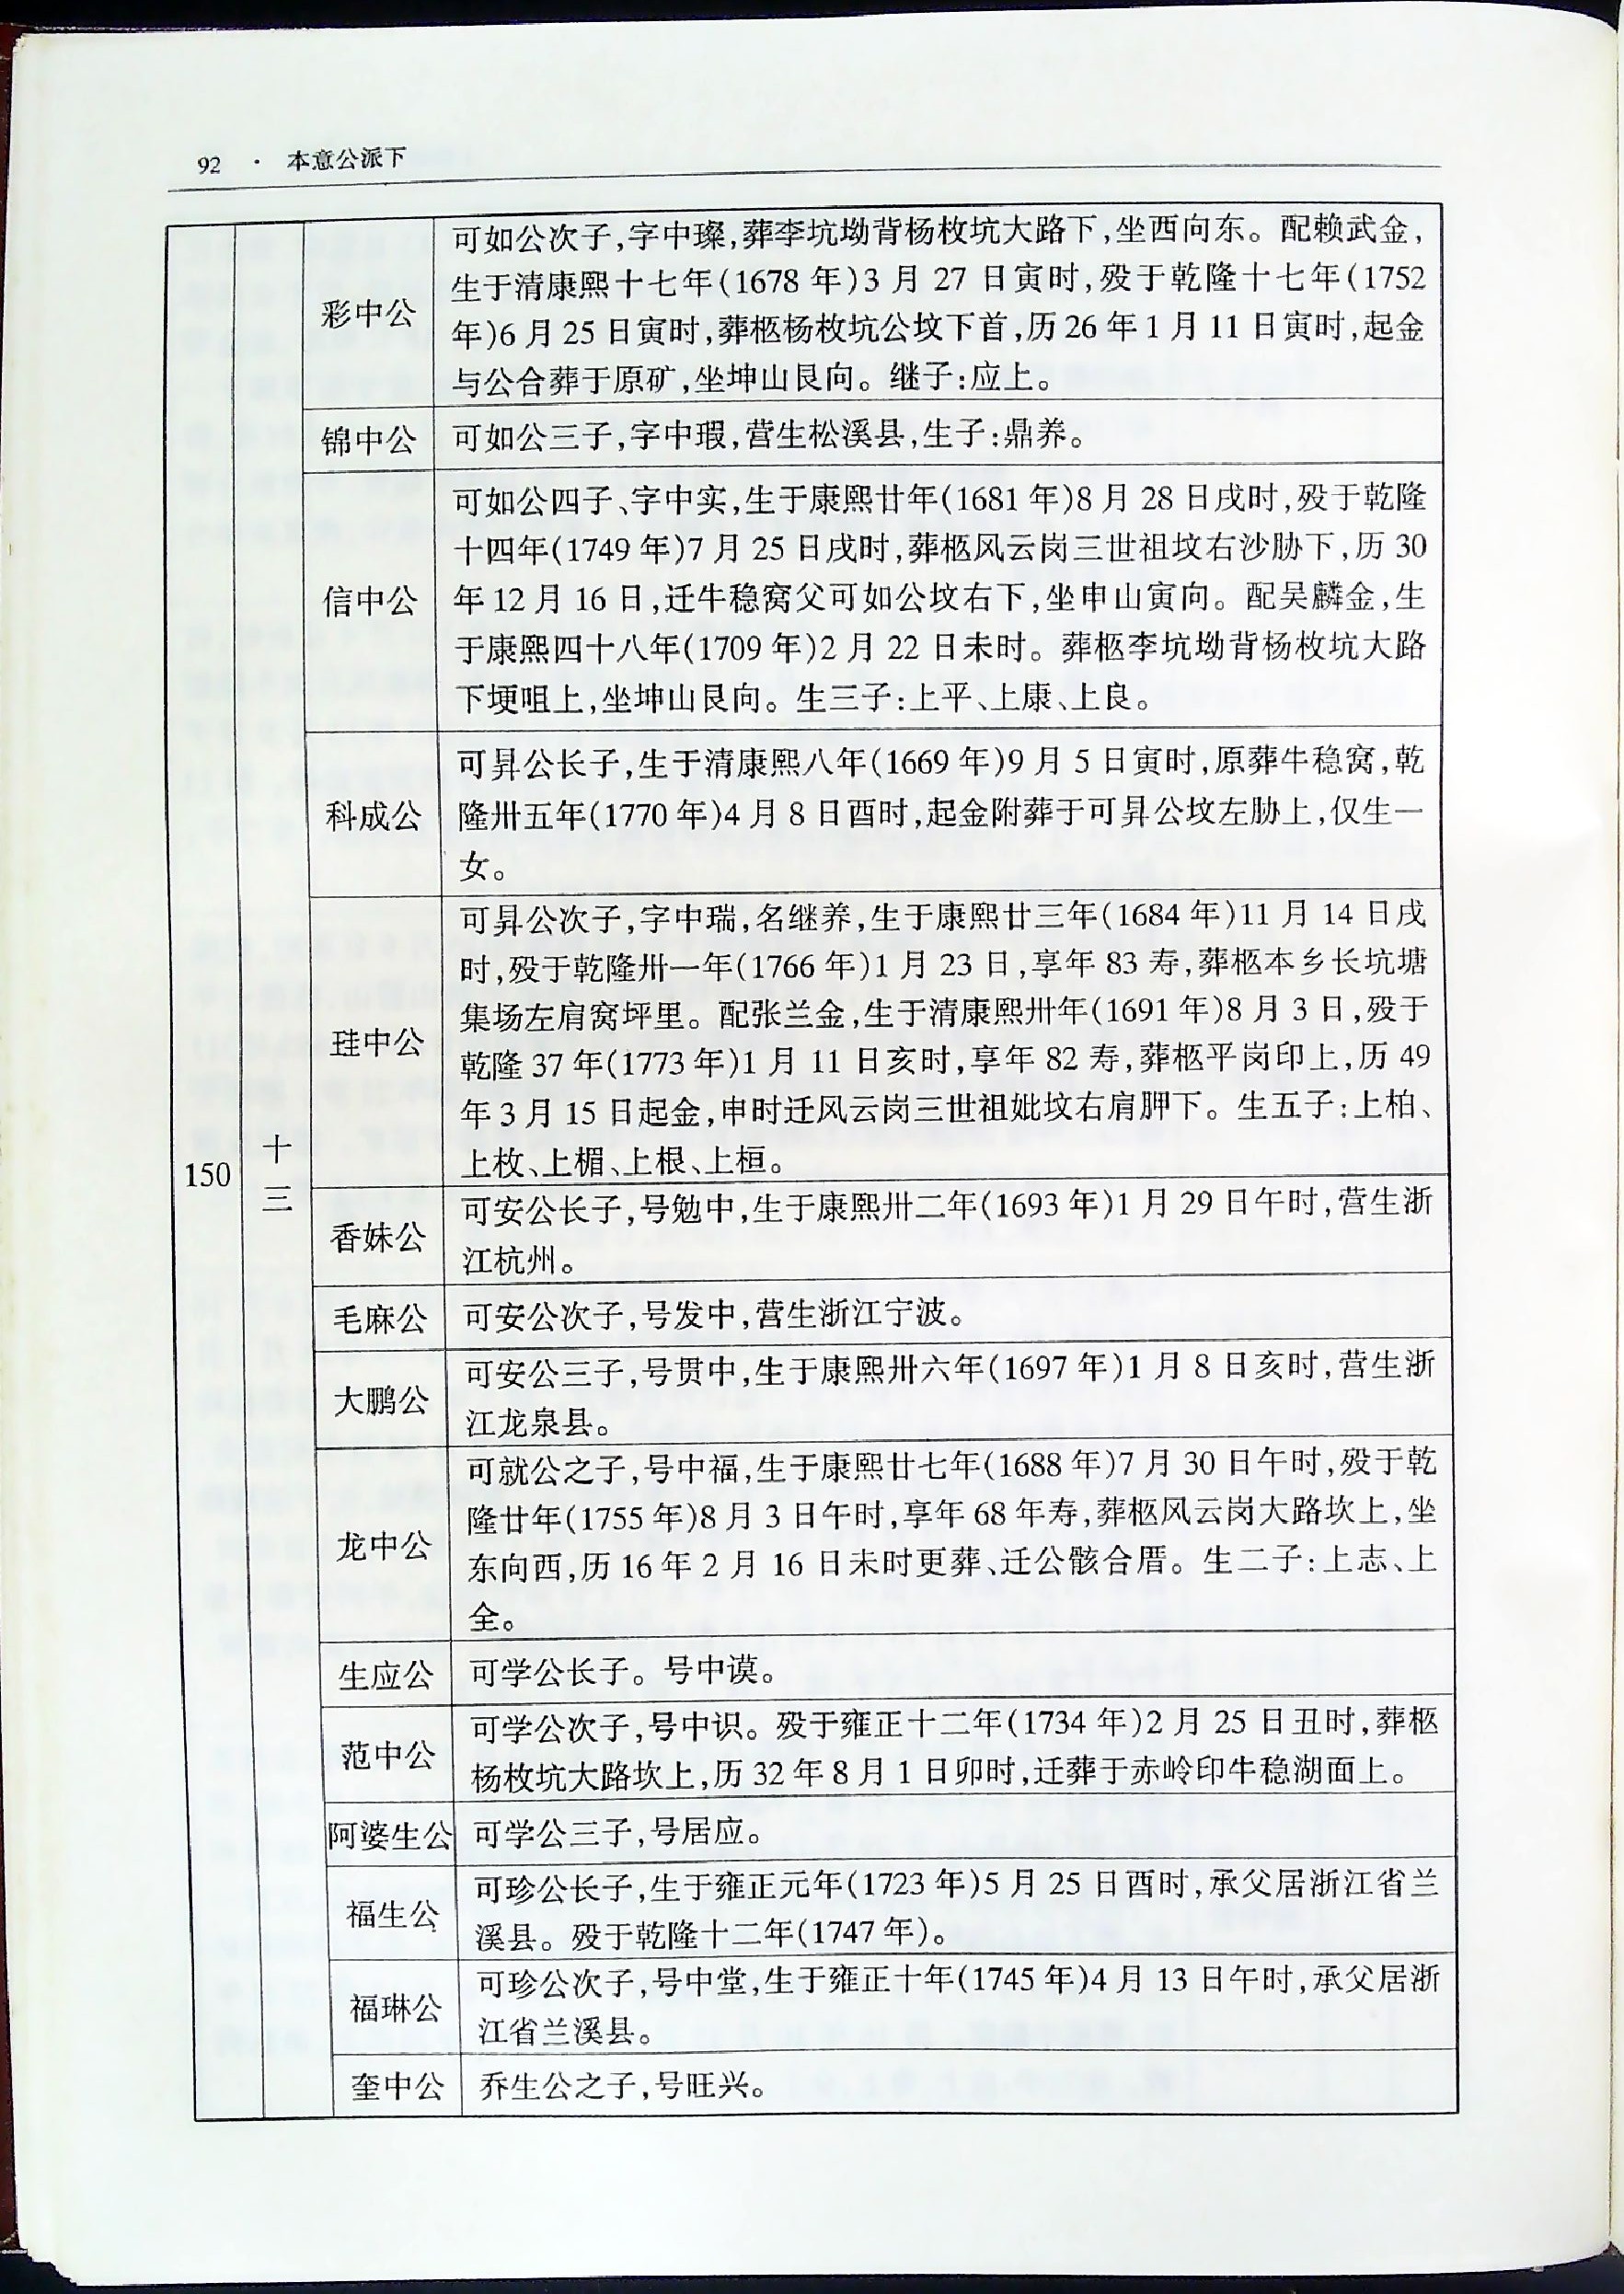 92 · 本意公派下
150
十三
彩中公
可如公次子,字中璨,葬李坑坳背杨枚坑大路下,坐西向东。配赖武金,
生于清康熙十七年(1678 年)3 月 27 日寅时,殁于乾隆十七年(1752
年)6 月 25 日寅时,葬柩杨枚坑公坟下首,历 26 年 1 月 11 日寅时,起金
与公合葬于原矿,坐坤山艮向。继子:应上。
锦中公
可如公三子,字中瑕,营生松溪县,生子:鼎养。
信中公
可如公四子、字中实,生于康熙廿年(1681 年)8 月 28 日戌时,殁于乾隆
十四年(1749 年)7 月 25 日戌时,葬柩风云岗三世祖坟右沙胁下,历 30
年 12 月 16 日,迁牛稳窝父可如公坟右下,坐申山寅向。配吴麟金,生
于康熙四十八年(1709 年)2 月 22 日未时。葬柩李坑坳背杨枚坑大路
下埂咀上,坐坤山艮向。生三子:上平、上康、上良。
科成公
可昇公长子,生于清康熙八年(1669 年)9 月 5 日寅时,原葬牛稳窝,乾
隆卅五年(1770 年)4 月 8 日酉时,起金附葬于可昇公坟左胁上,仅生一
女。
珪中公
可昇公次子,字中瑞,名继养,生于康熙廿三年(1684 年)11 月 14 日戌
时,殁于乾隆卅一年(1766 年)1 月 23 日,享年 83 寿,葬柩本乡长坑塘
集场左肩窝坪里。配张兰金,生于清康熙卅年(1691 年)8 月 3 日,殁于
乾隆 37 年(1773 年)1 月 11 日亥时,享年 82 寿,葬柩平岗印上,历 49
年 3 月 15 日起金,申时迁风云岗三世祖妣坟右肩胛下。生五子:上柏、
上枚、上楣、上根、上桓。
香妹公
可安公长子,号勉中,生于康熙卅二年(1693 年)1 月 29 日午时,营生浙
江杭州。
毛麻公
可安公次子,号发中,营生浙江宁波。
大鹏公
可安公三子,号贯中,生于康熙卅六年(1697 年)1 月 8 日亥时,营生浙
江龙泉县。
龙中公
可就公之子,号中福,生于康熙廿七年(1688 年)7 月 30 日午时,殁于乾
隆廿年(1755 年)8 月 3 日午时,享年 68 年寿,葬柩风云岗大路坎上,坐
东向西,历 16 年 2 月 16 日未时更葬、迁公骸合厝。生二子:上志、上
全。
生应公
可学公长子。号中谟。
范中公
可学公次子,号中识。殁于雍正十二年(1734 年)2 月 25 日丑时,葬柩
杨枚坑大路坎上,历 32 年 8 月 1 日卯时,迁葬于赤岭印牛稳湖面上。
阿婆生公
可学公三子,号居应。
福生公
可珍公长子,生于雍正元年(1723 年)5 月 25 日酉时,承父居浙江省兰
溪县。殁于乾隆十二年(1747 年)。
福琳公
可珍公次子,号中堂,生于雍正十年(1745 年)4 月 13 日午时,承父居浙
江省兰溪县。
奎中公
乔生公之子,号旺兴。